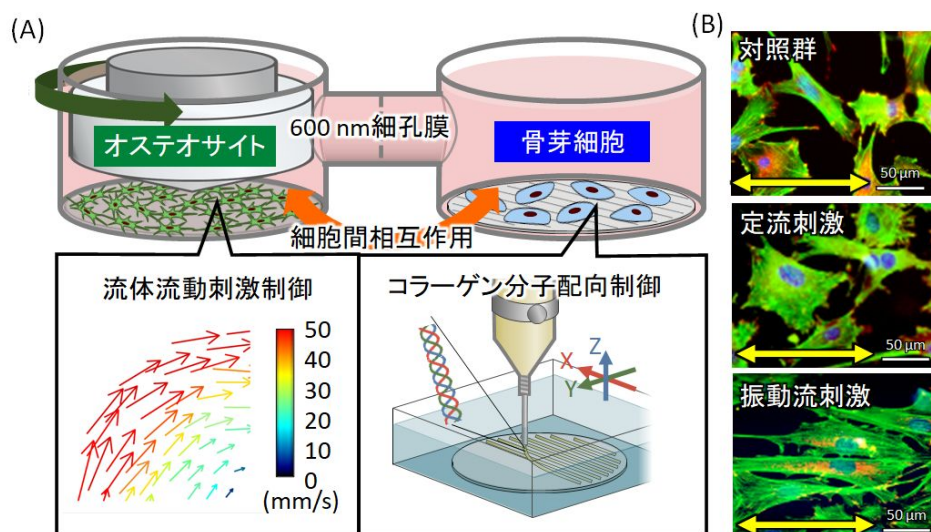 (A)
オステオサイト
600 nm細孔膜
骨芽細胞
細胞間相互作用
流体流動刺激制御
50
40
30
20
10
0
(mm/s)
コラーゲン分子配向制御
X
Y
Z
(B)
対照群
50 μm
定流刺激
50 μm
振動流刺激
50 μm